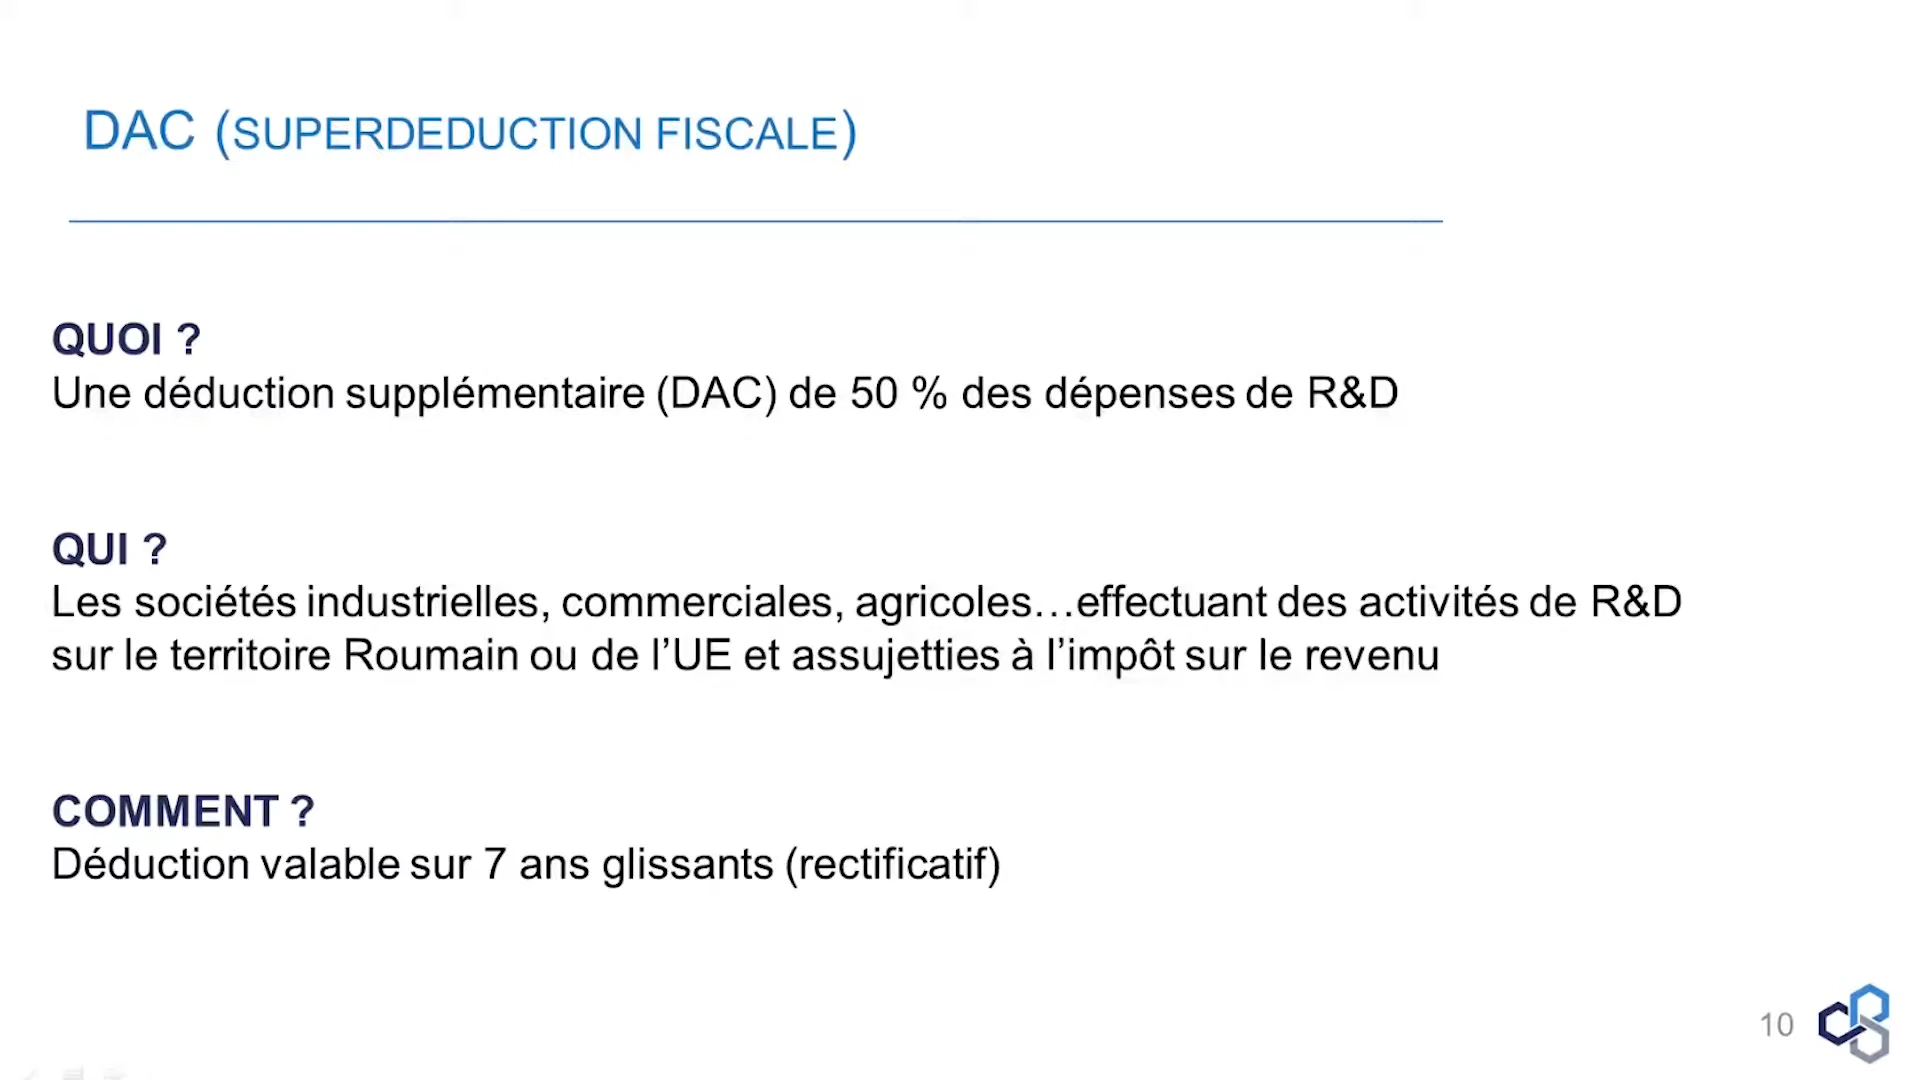 DAC (SUPERDEDUCTION FISCALE)
QUOI ?
Une déduction supplémentaire (DAC) de 50 % des dépenses de R&D
QUI ?
Les sociétés industrielles, commerciales, agricoles…effectuant des activités de R&D
sur le territoire Roumain ou de l’UE et assujetties à l’impôt sur le revenu
COMMENT ?
Déduction valable sur 7 ans glissants (rectificatif)
10